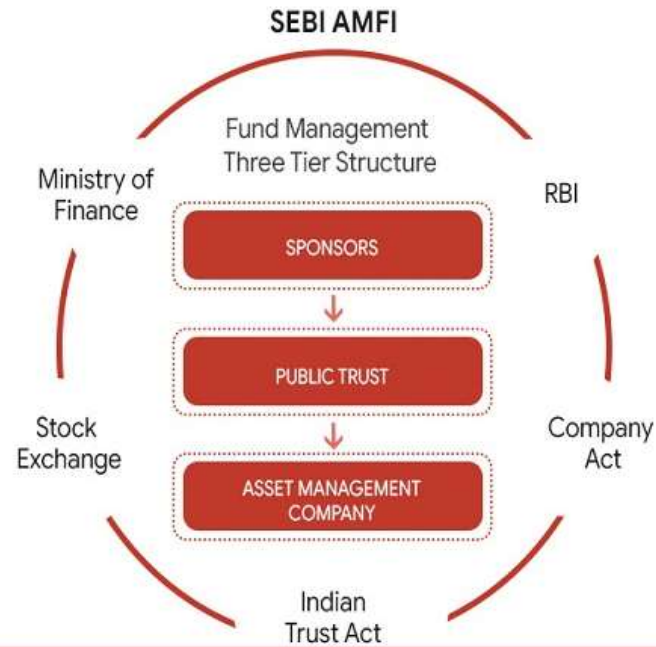 SEBI AMFI
Fund Management
Three Tier Structure
Ministry of
Finance
RBI
SPONSORS
PUBLIC TRUST
Stock
Exchange
Company
Act
ASSET MANAGEMENT
COMPANY
Indian
Trust Act